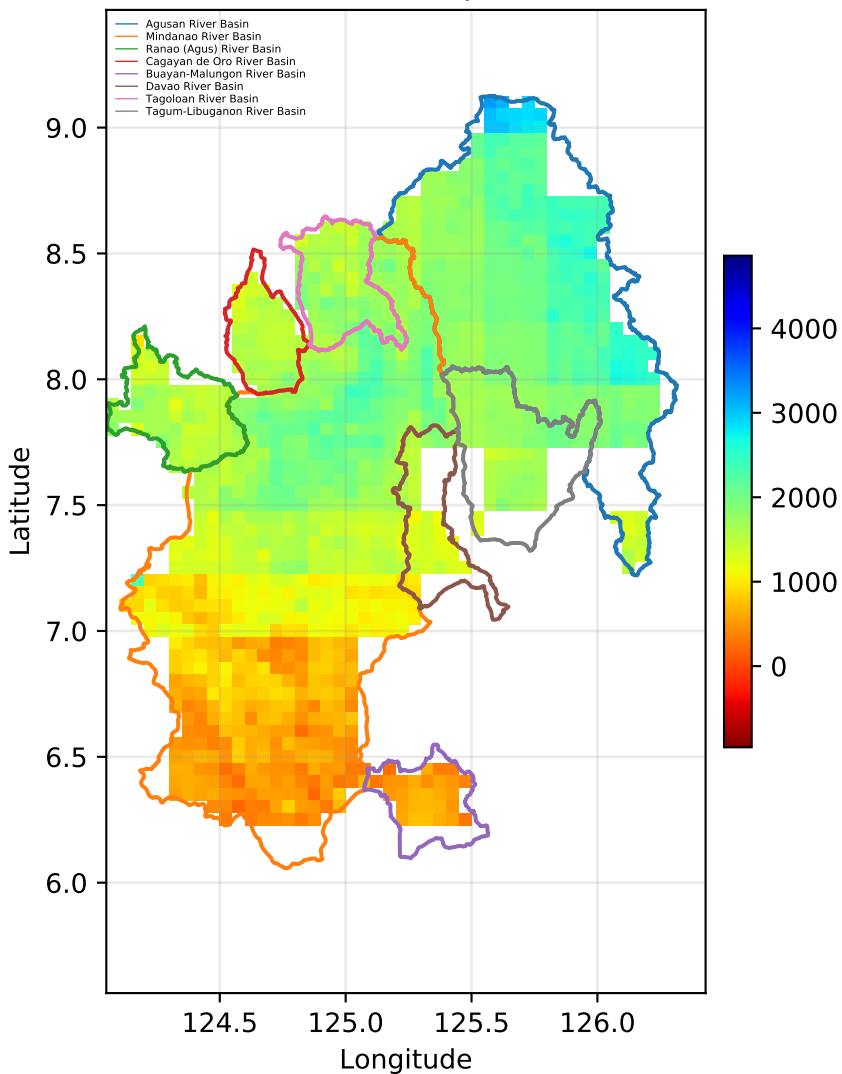 Agusan River Basin
Mindanao River Basin
Ranao (Agus) River Basin
Cagayan de Oro River Basin
Buayan-Malungon River Basin
Davao River Basin
Tagoloan River Basin
Tagum-Libuganon River Basin
9.0
8.5
8.0
7.5
7.0
6.5
6.0
Latitude
124.5 125.0 125.5 126.0
Longitude
4000
3000
2000
1000
0